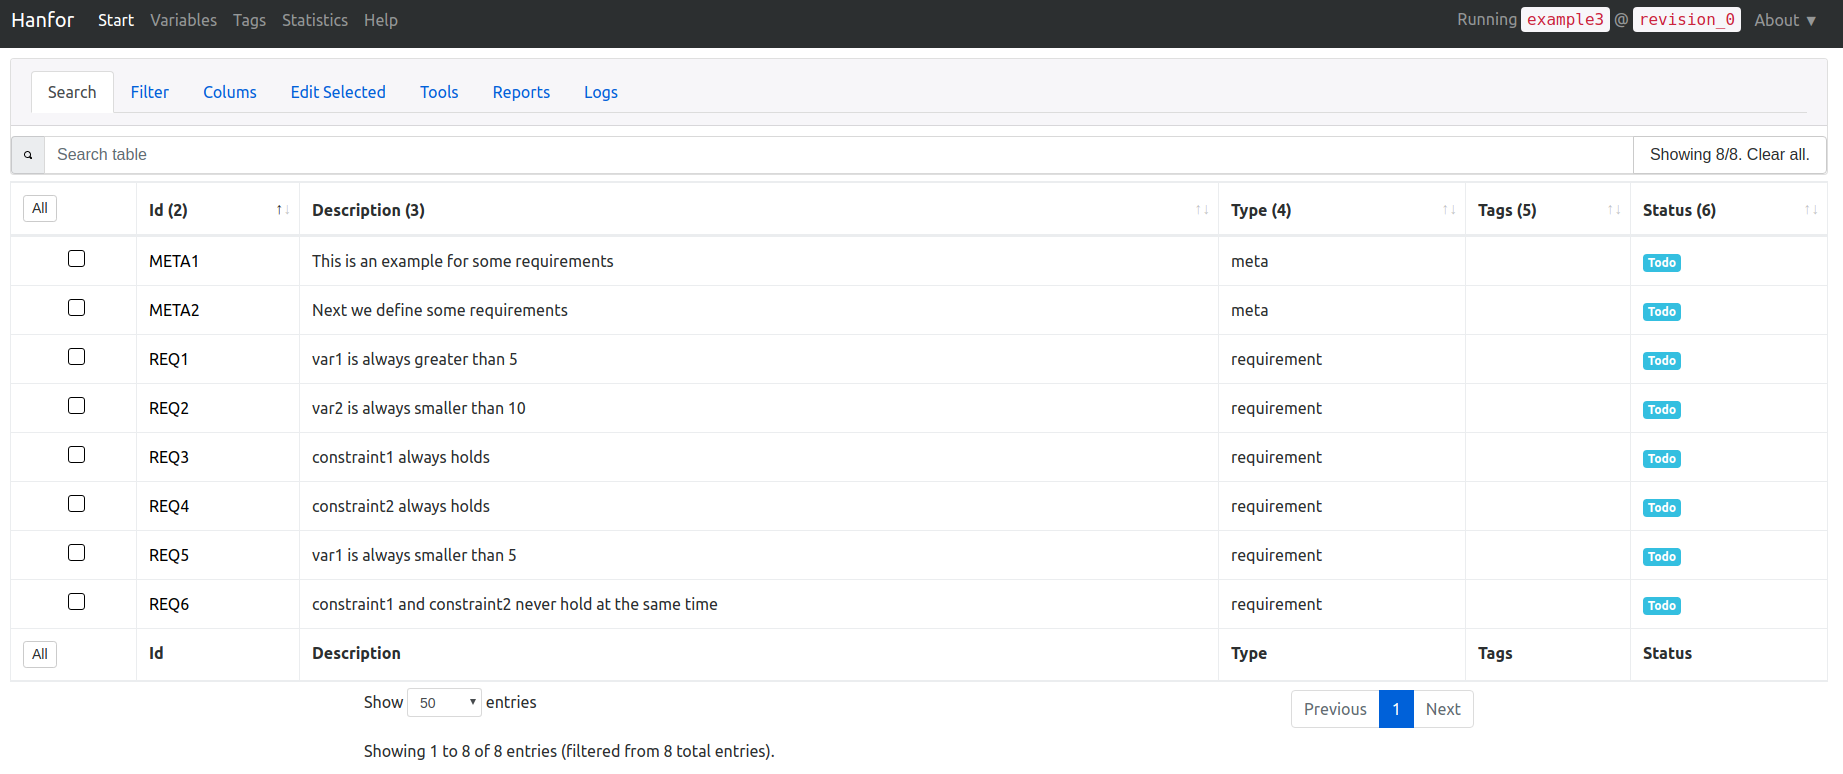 Hanfor Start Variables Tags Statistics Help Running example3 @ revision_0 About ▼
Search Filter Colums Edit Selected Tools Reports Logs
Search table Showing 8/8. Clear all.
All Id (2) ↑↓ Description (3) ↑↓ Type (4) ↑↓ Tags (5) ↑↓ Status (6) ↑↓
META1 This is an example for some requirements meta Todo
META2 Next we define some requirements meta Todo
REQ1 var1 is always greater than 5 requirement Todo
REQ2 var2 is always smaller than 10 requirement Todo
REQ3 constraint1 always holds requirement Todo
REQ4 constraint2 always holds requirement Todo
REQ5 var1 is always smaller than 5 requirement Todo
REQ6 constraint1 and constraint2 never hold at the same time requirement Todo
All Id Description Type Tags Status
Show 50 ▾ entries Previous 1 Next
Showing 1 to 8 of 8 entries (filtered from 8 total entries).